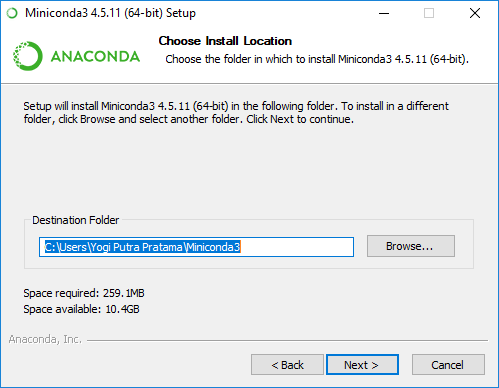 Miniconda3 4.5.11 (64-bit) Setup
ANACONDA
Choose Install Location
Choose the folder in which to install Miniconda3 4.5.11 (64-bit).
Setup will install Miniconda3 4.5.11 (64-bit) in the following folder. To install in a different
folder, click Browse and select another folder. Click Next to continue.
Destination Folder
C:\Users\Yogi Putra Pratama\Miniconda3
Browse...
Space required: 259.1MB
Space available: 10.4GB
Anaconda, Inc.
< Back
Next >
Cancel